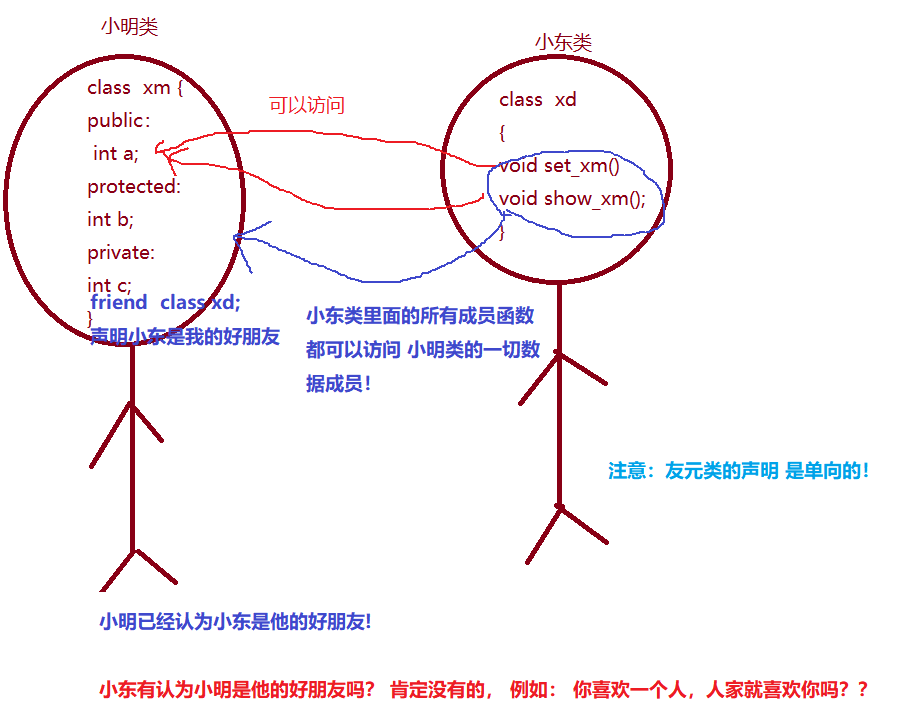 小明类
class xm {
public:
int a;
protected:
int b;
private:
int c;
friend class xd;
}
声明小东是我的好朋友
可以访问
小东类
class xd
{
void set_xm()
void show_xm();
}
小东类里面的所有成员函数
都可以访问 小明类的一切数
据成员！
注意：友元类的声明 是单向的！
小明已经认为小东是他的好朋友!
小东有认为小明是他的好朋友吗？ 肯定没有的， 例如： 你喜欢一个人，人家就喜欢你吗？？